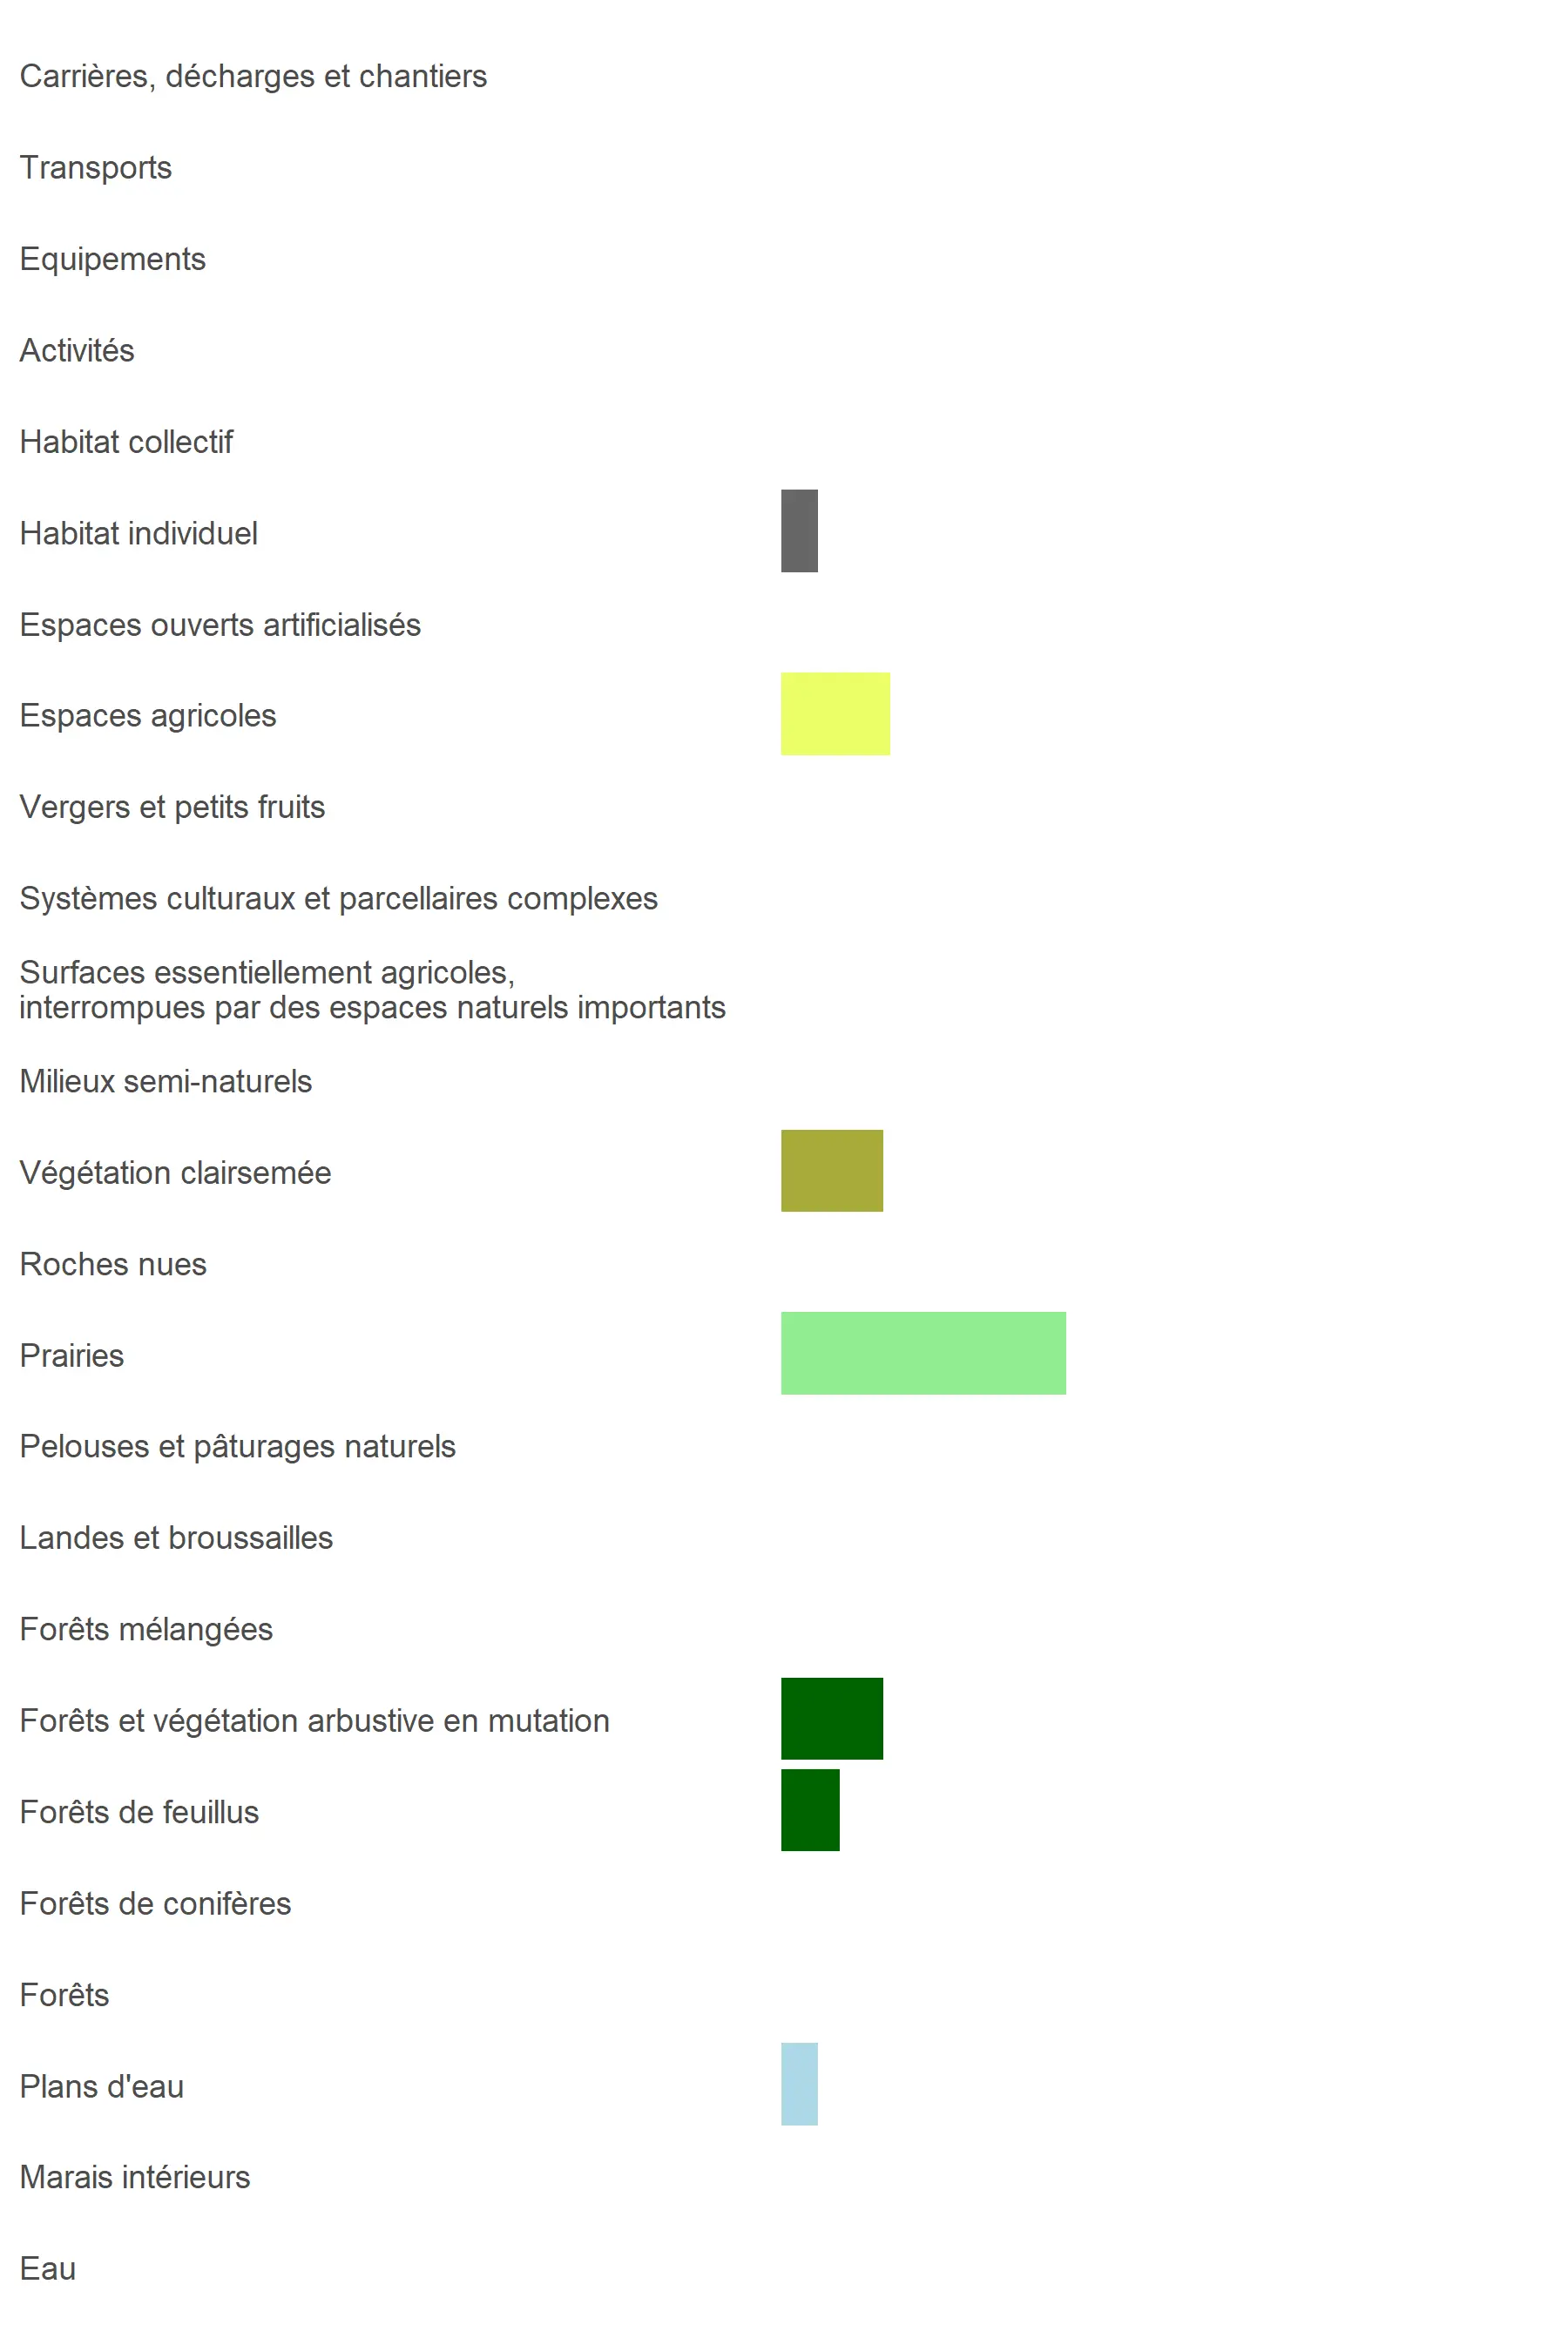 Carrières, décharges et chantiers
Transports
Equipements
Activités
Habitat collectif
Habitat individuel
Espaces ouverts artificialisés
Espaces agricoles
Vergers et petits fruits
Systèmes culturaux et parcellaires complexes
Surfaces essentiellement agricoles,
interrompues par des espaces naturels importants
Milieux semi-naturels
Végétation clairsemée
Roches nues
Prairies
Pelouses et pâturages naturels
Landes et broussailles
Forêts mélangées
Forêts et végétation arbustive en mutation
Forêts de feuillus
Forêts de conifères
Forêts
Plans d'eau
Marais intérieurs
Eau